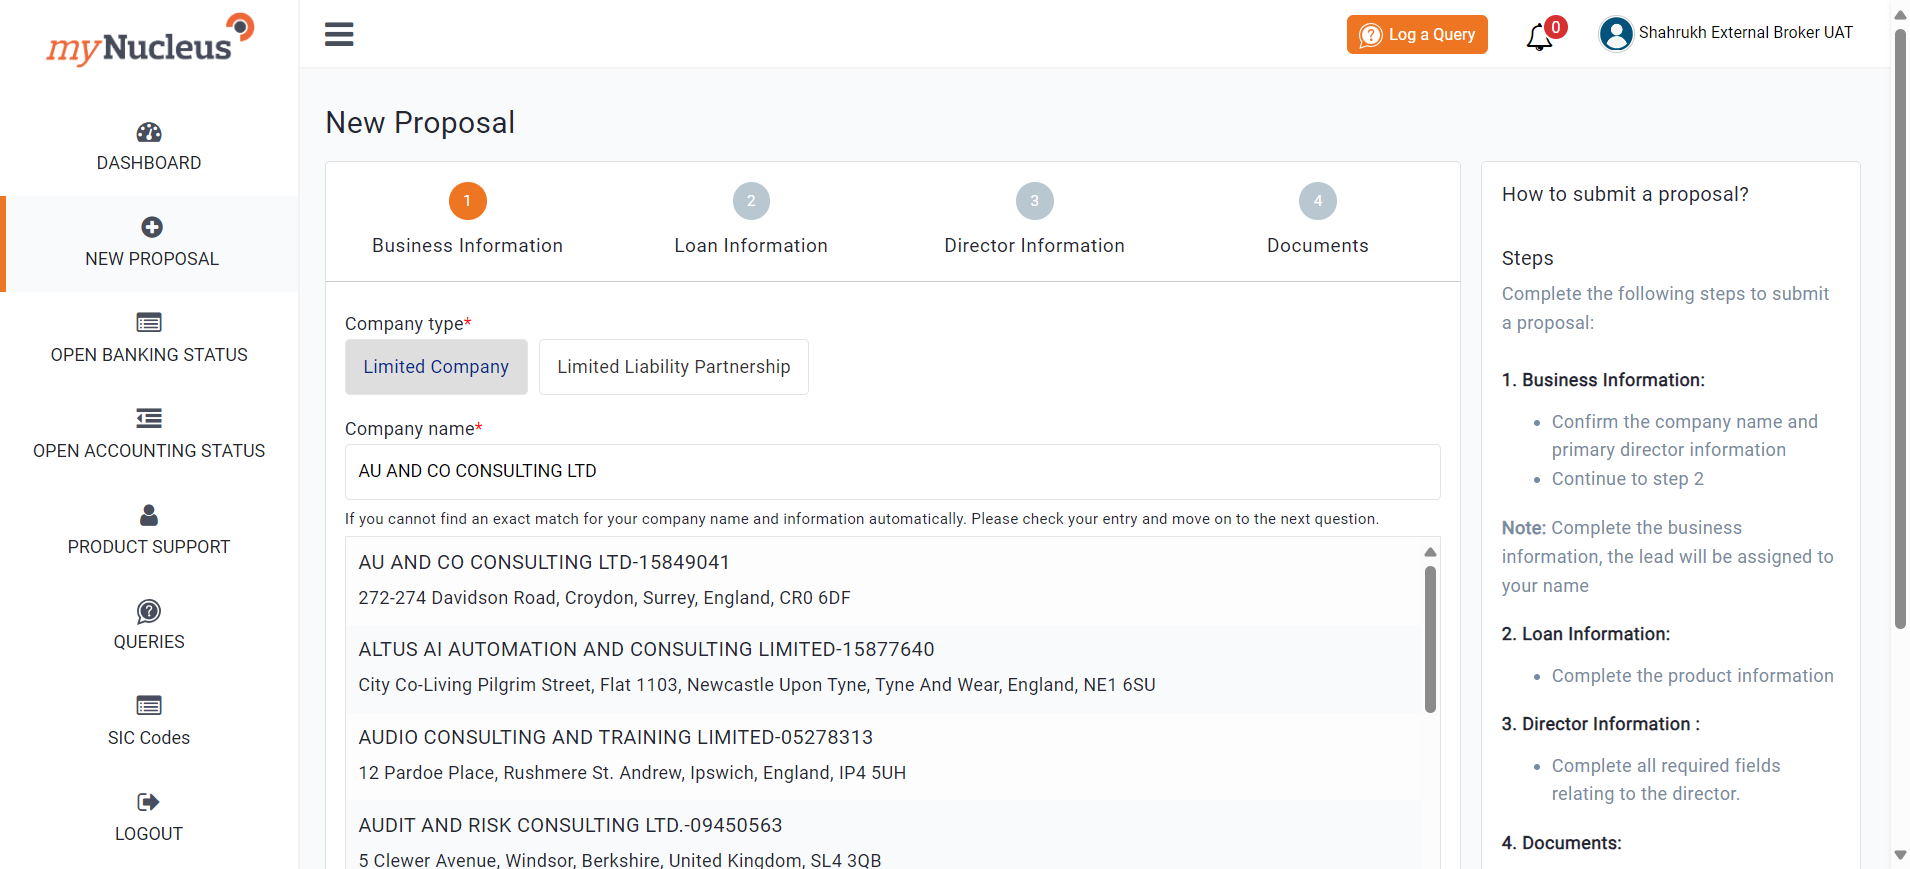 myNucleus
DASHBOARD
NEW PROPOSAL
OPEN BANKING STATUS
OPEN ACCOUNTING STATUS
PRODUCT SUPPORT
QUERIES
SIC Codes
LOGOUT
Log a Query
0
Shahrukh External Broker UAT
New Proposal
1
Business Information
2
Loan Information
3
Director Information
4
Documents
Company type*
Limited Company
Limited Liability Partnership
Company name*
AU AND CO CONSULTING LTD
If you cannot find an exact match for your company name and information automatically. Please check your entry and move on to the next question.
AU AND CO CONSULTING LTD-15849041
272-274 Davidson Road, Croydon, Surrey, England, CR0 6DF
ALTUS AI AUTOMATION AND CONSULTING LIMITED-15877640
City Co-Living Pilgrim Street, Flat 1103, Newcastle Upon Tyne, Tyne And Wear, England, NE1 6SU
AUDIO CONSULTING AND TRAINING LIMITED-05278313
12 Pardoe Place, Rushmere St. Andrew, Ipswich, England, IP4 5UH
AUDIT AND RISK CONSULTING LTD.-09450563
5 Clewer Avenue, Windsor, Berkshire, United Kingdom, SL4 3QB
How to submit a proposal?
Steps
Complete the following steps to submit
a proposal:
1. Business Information:
• Confirm the company name and
primary director information
• Continue to step 2
Note: Complete the business
information, the lead will be assigned to
your name
2. Loan Information:
• Complete the product information
3. Director Information :
• Complete all required fields
relating to the director.
4. Documents: